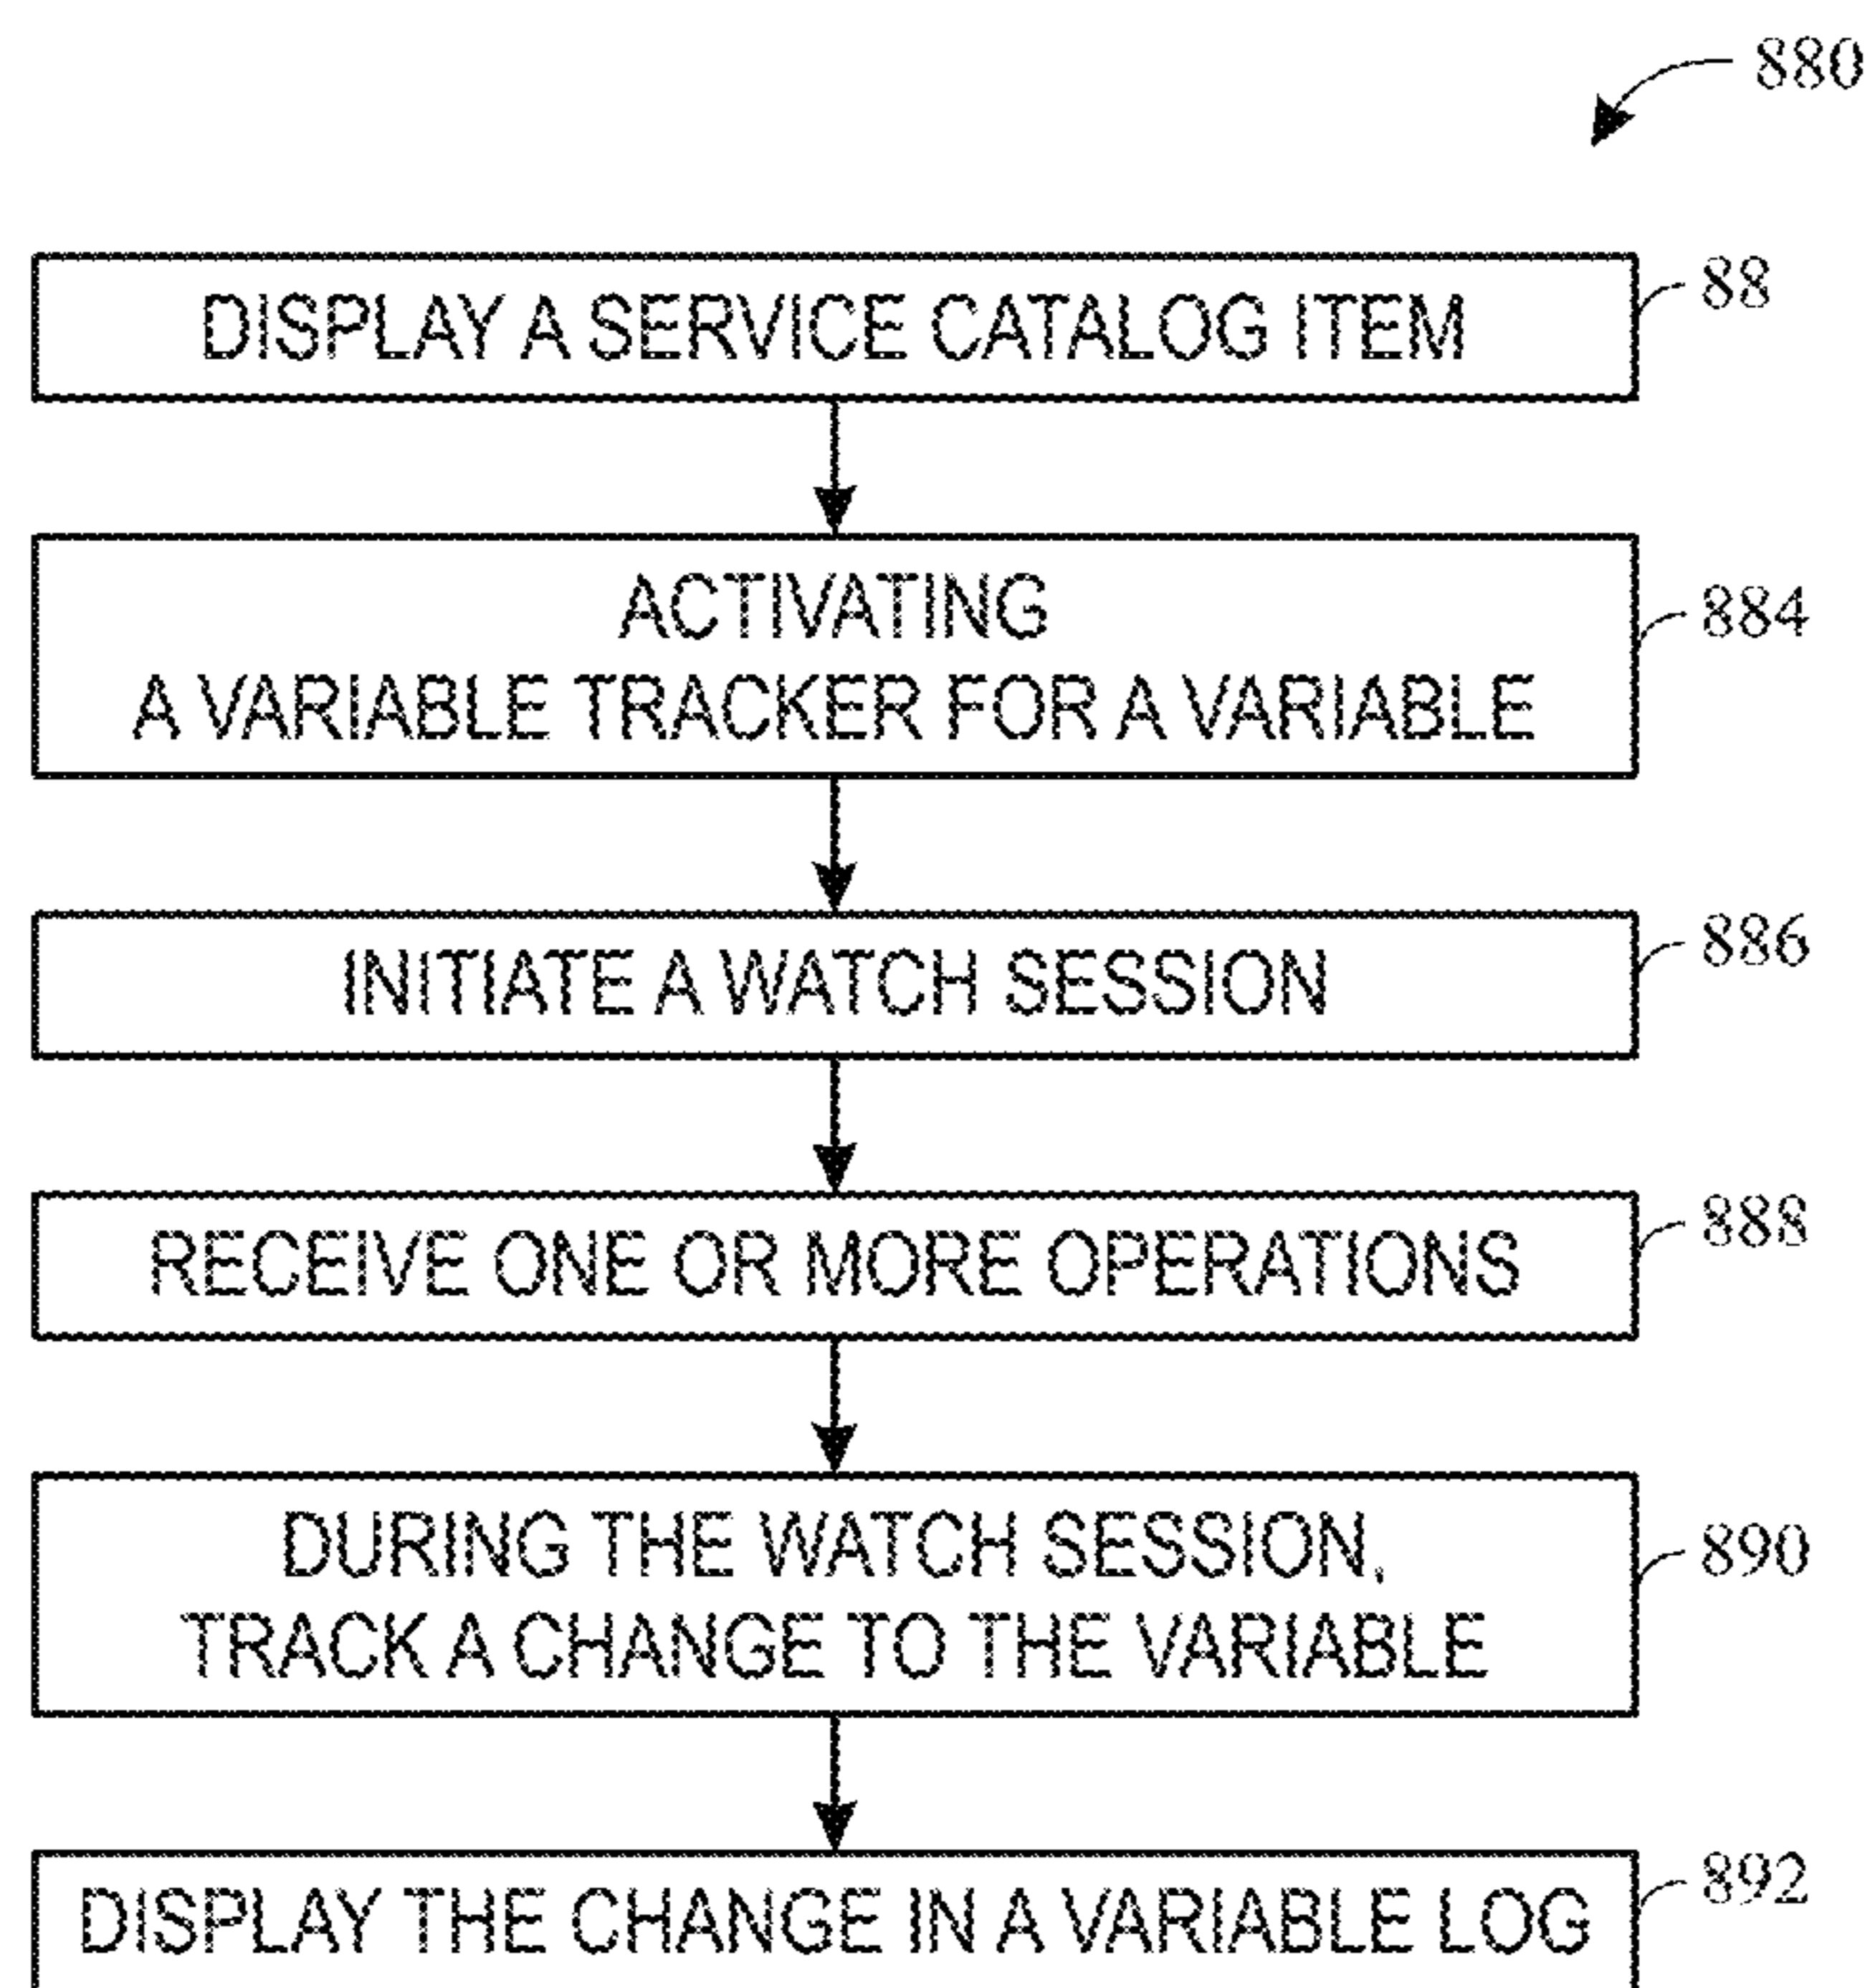 880
DISPLAY A SERVICE CATALOG ITEM
88
ACTIVATING
A VARIABLE TRACKER FOR A VARIABLE
884
INITIATE A WATCH SESSION
886
RECEIVE ONE OR MORE OPERATIONS
888
DURING THE WATCH SESSION,
TRACK A CHANGE TO THE VARIABLE
890
DISPLAY THE CHANGE IN A VARIABLE LOG
892